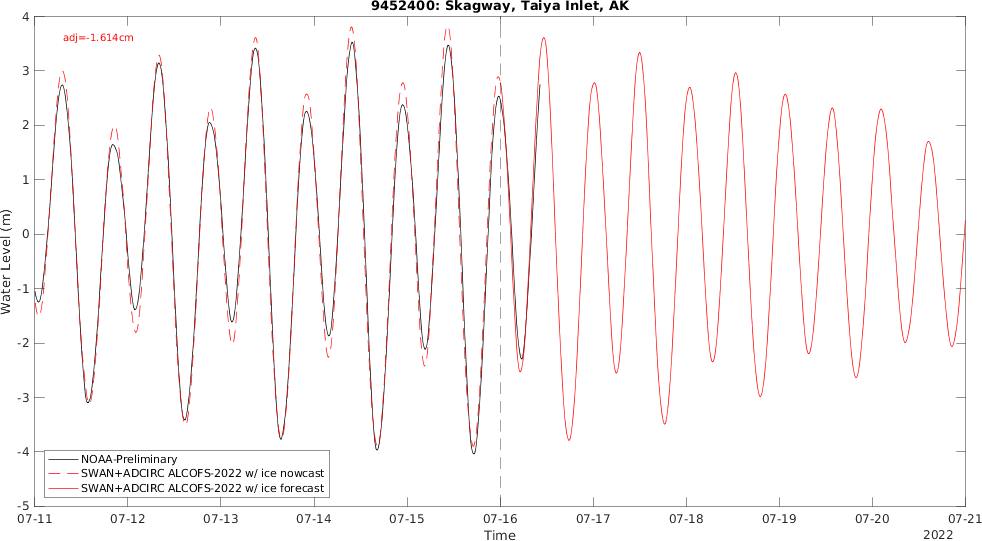 9452400: Skagway, Taiya Inlet, AK
adj=-1.614cm
4
3
2
1
0
-1
-2
-3
-4
-5
Water Level (m)
NOAA-Preliminary
SWAN+ADCIRC ALCOFS-2022 w/ ice nowcast
SWAN+ADCIRC ALCOFS-2022 w/ ice forecast
07-11 07-12 07-13 07-14 07-15 07-16 07-17 07-18 07-19 07-20 07-21
Time
2022